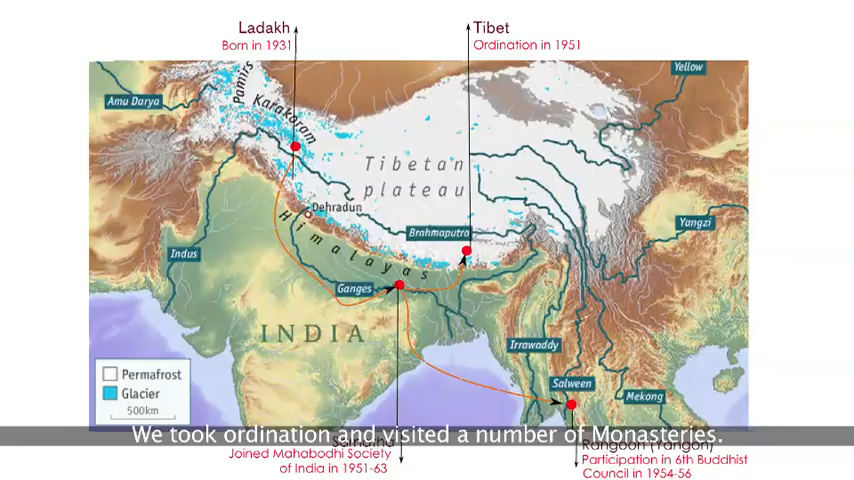 Ladakh
Born in 1931
Tibet
Ordination in 1951
Yellow
Pamirs
Amu Darya
Karakoram
Tibetan
plateau
Dehradun
Himalayas
Brahmaputra
Yangzi
Indus
Ganges
INDIA
Irrawaddy
Salween
Mekong
Permafrost
Glacier
500km
We took ordination and visited a number of Monasteries.
Rangoon (Yangon)
Joined Mahabodhi Society
of India in 1951-63
Participation in 6th Buddhist
Council in 1954-56